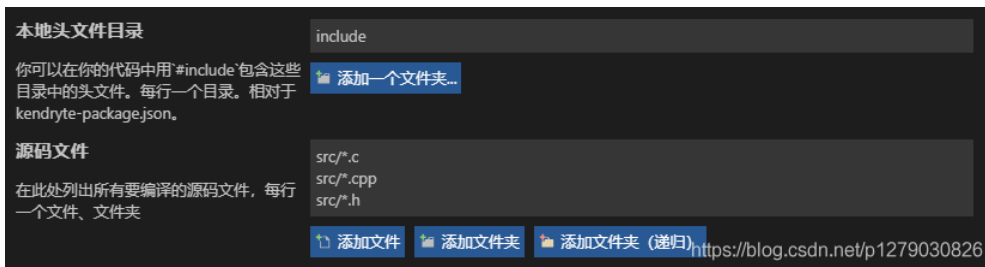 本地头文件目录
include
你可以在你的代码中用`#include`包含这些
目录中的头文件。每行一个目录。相对于
kendryte-package.json。
添加一个文件夹...
源码文件
src/*.c
src/*.cpp
src/*.h
在此处列出所有要编译的源码文件，每行
一个文件、文件夹
添加文件
添加文件夹
添加文件夹（递归）
https://blog.csdn.net/p1279030826